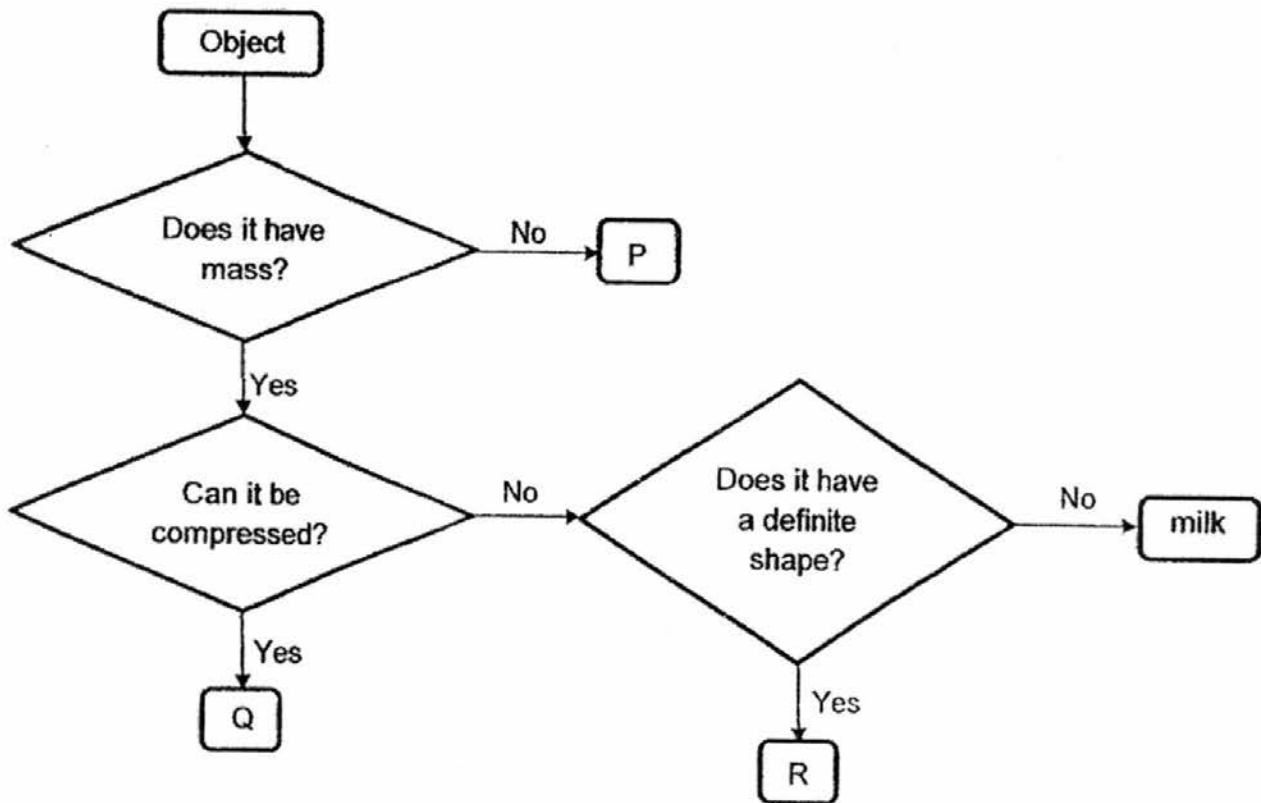 Object
Does it have
mass?
No
P
Yes
Can it be
compressed?
No
Does it have
a definite
shape?
No
milk
Yes
Q
Yes
R